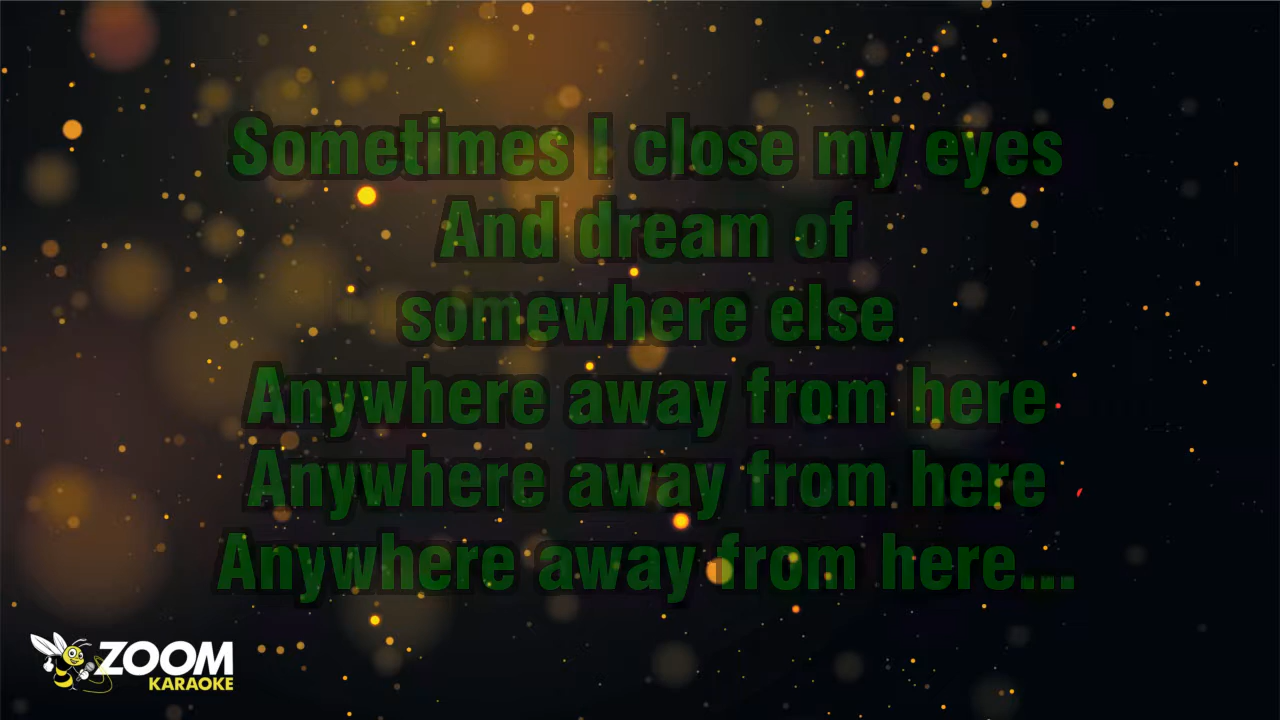 Sometimes I close my eyes
And dream of
somewhere else
Anywhere away from here
Anywhere away from here
Anywhere away from here...
ZOOM
KARAOKE